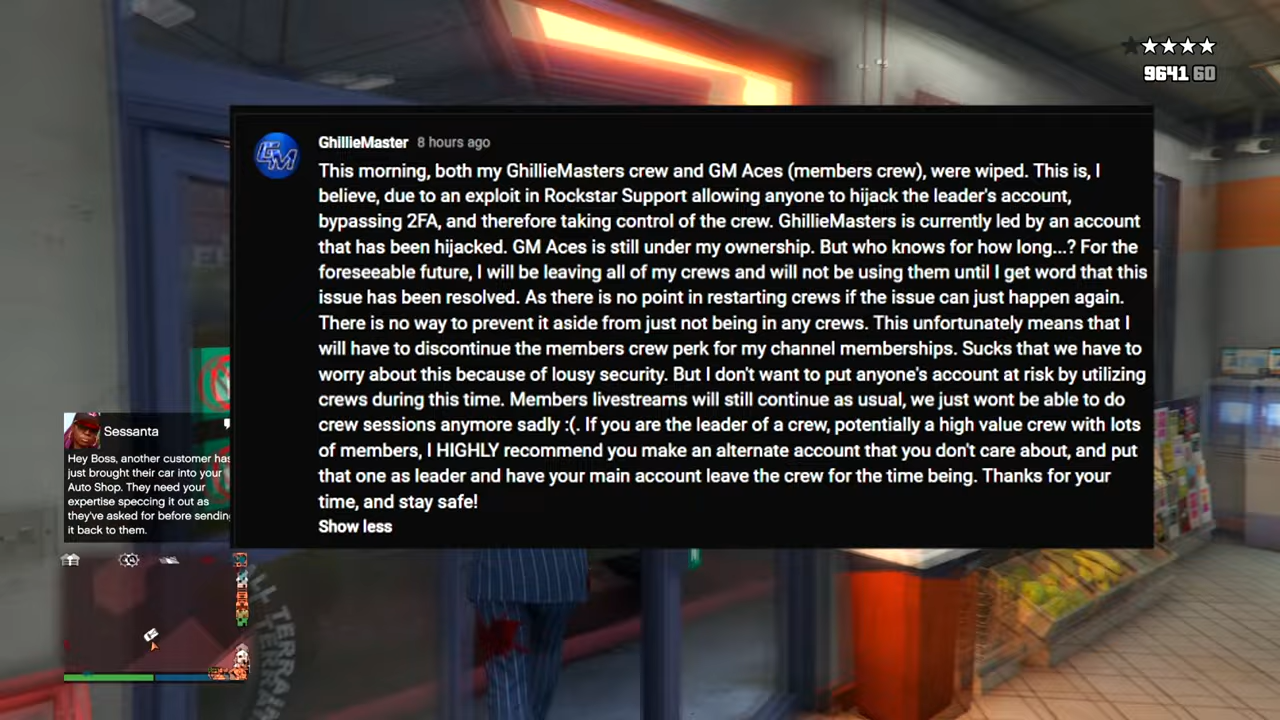 9641 60
GhillieMaster 8 hours ago
This morning, both my GhillieMasters crew and GM Aces (members crew), were wiped. This is, I
believe, due to an exploit in Rockstar Support allowing anyone to hijack the leader's account,
bypassing 2FA, and therefore taking control of the crew. GhillieMasters is currently led by an account
that has been hijacked. GM Aces is still under my ownership. But who knows for how long...? For the
foreseeable future, I will be leaving all of my crews and will not be using them until I get word that this
issue has been resolved. As there is no point in restarting crews if the issue can just happen again.
There is no way to prevent it aside from just not being in any crews. This unfortunately means that I
will have to discontinue the members crew perk for my channel memberships. Sucks that we have to
worry about this because of lousy security. But I don't want to put anyone's account at risk by utilizing
crews during this time. Members livestreams will still continue as usual, we just wont be able to do
crew sessions anymore sadly :(. If you are the leader of a crew, potentially a high value crew with lots
of members, I HIGHLY recommend you make an alternate account that you don't care about, and put
that one as leader and have your main account leave the crew for the time being. Thanks for your
time, and stay safe!
Show less
GM
Sessanta
Hey Boss, another customer has
just brought their car into your
Auto Shop. They need your
expertise speccing it out as
they've asked for before sending
it back to them.